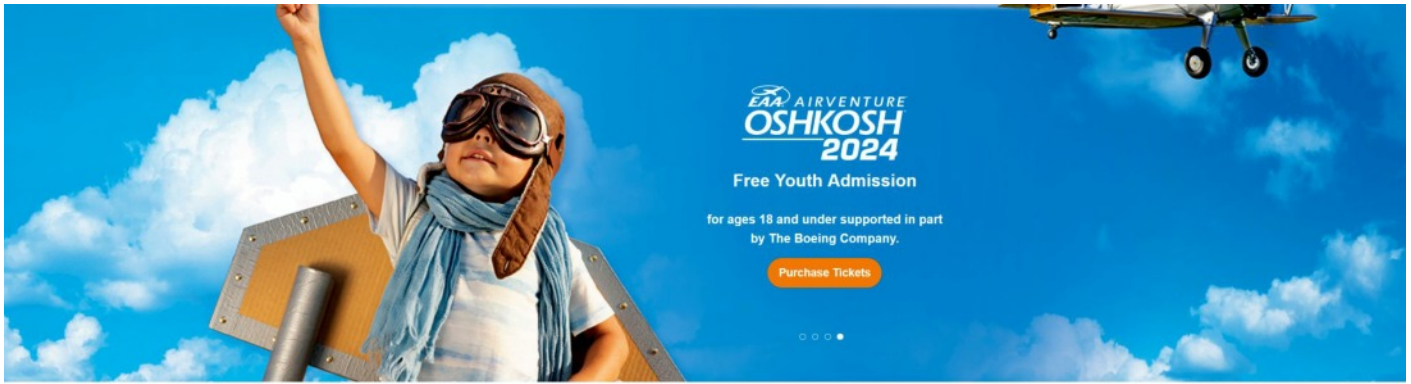 EAA AIRVENTURE
OSHKOSH
2024
Free Youth Admission
for ages 18 and under supported in part
by The Boeing Company.
Purchase Tickets